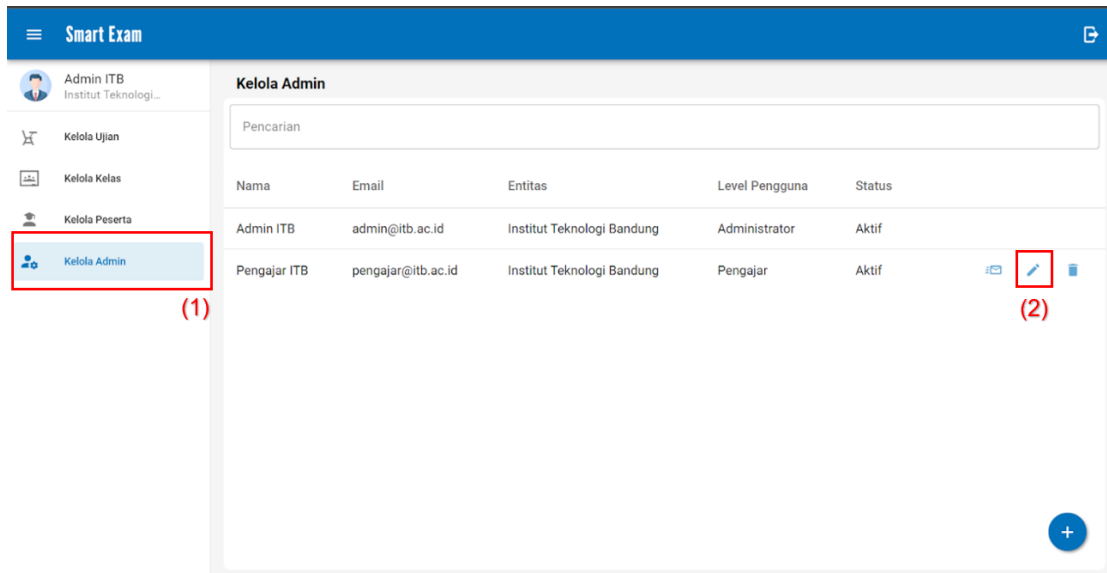 Smart Exam
Admin ITB
Institut Teknologi...
Kelola Ujian
Kelola Kelas
Kelola Peserta
Kelola Admin
(1)
Kelola Admin
Pencarian
Nama Email Entitas Level Pengguna Status
Admin ITB admin@itb.ac.id Institut Teknologi Bandung Administrator Aktif
Pengajar ITB pengajar@itb.ac.id Institut Teknologi Bandung Pengajar Aktif
(2)